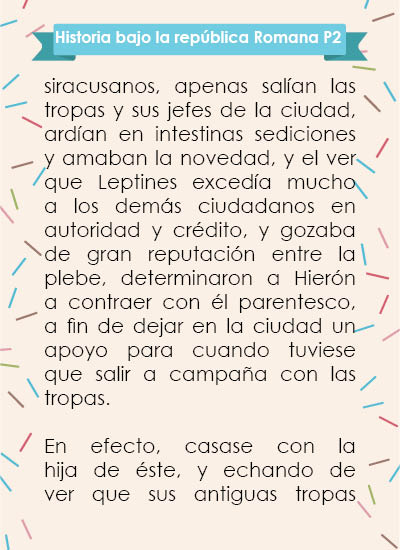 Historia bajo la república Romana P2
siracusanos, apenas salían las
tropas y sus jefes de la ciudad,
ardían en intestinas sediciones
y amaban la novedad, y el ver
que Leptines excedía mucho
a los demás ciudadanos en
autoridad y crédito, y gozaba
de gran reputación entre la
plebe, determinaron a Hierón
a contraer con él parentesco,
a fin de dejar en la ciudad un
apoyo para cuando tuviese
que salir a campaña con las
tropas.
En efecto, casase con la
hija de éste, y echando de
ver que sus antiguas tropas